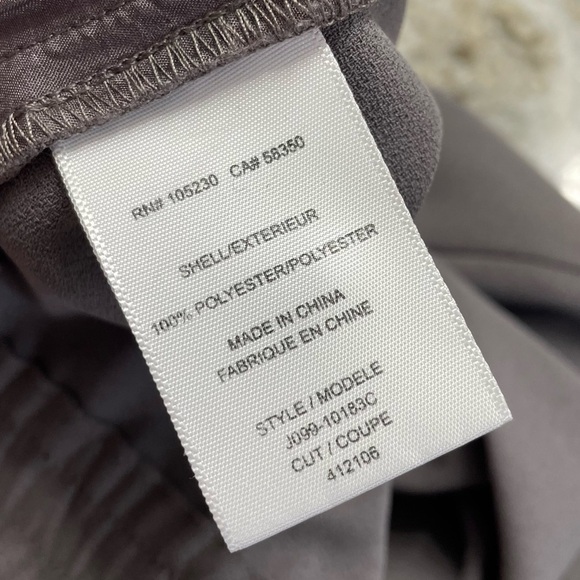 RN# 105230 CA# 58350
SHELL/EXTERIEUR
100% POLYESTER/POLYESTER
MADE IN CHINA
FABRIQUE EN CHINE
STYLE / MODELE
J099-10183C
CUT / COUPE
412106